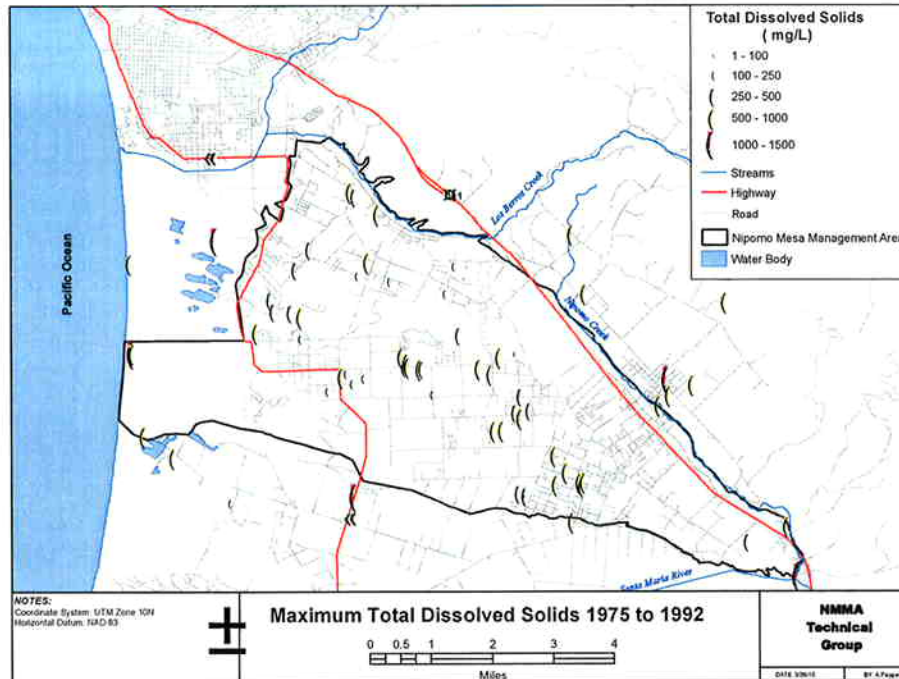 Total Dissolved Solids
( mg/L)
1 - 100
100 - 250
250 - 500
500 - 1000
1000 - 1500
Streams
Highway
Road
Nipomo Mesa Management Area
Water Body
Pacific Ocean
Los Berros Creek
Nipomo Creek
Santa Maria River
NOTES:
Coordinate System: UTM Zone 10N
Horizontal Datum: NAD 83
Maximum Total Dissolved Solids 1975 to 1992
0 0.5 1 2 3 4
Miles
NMMA
Technical
Group
DATE
BY